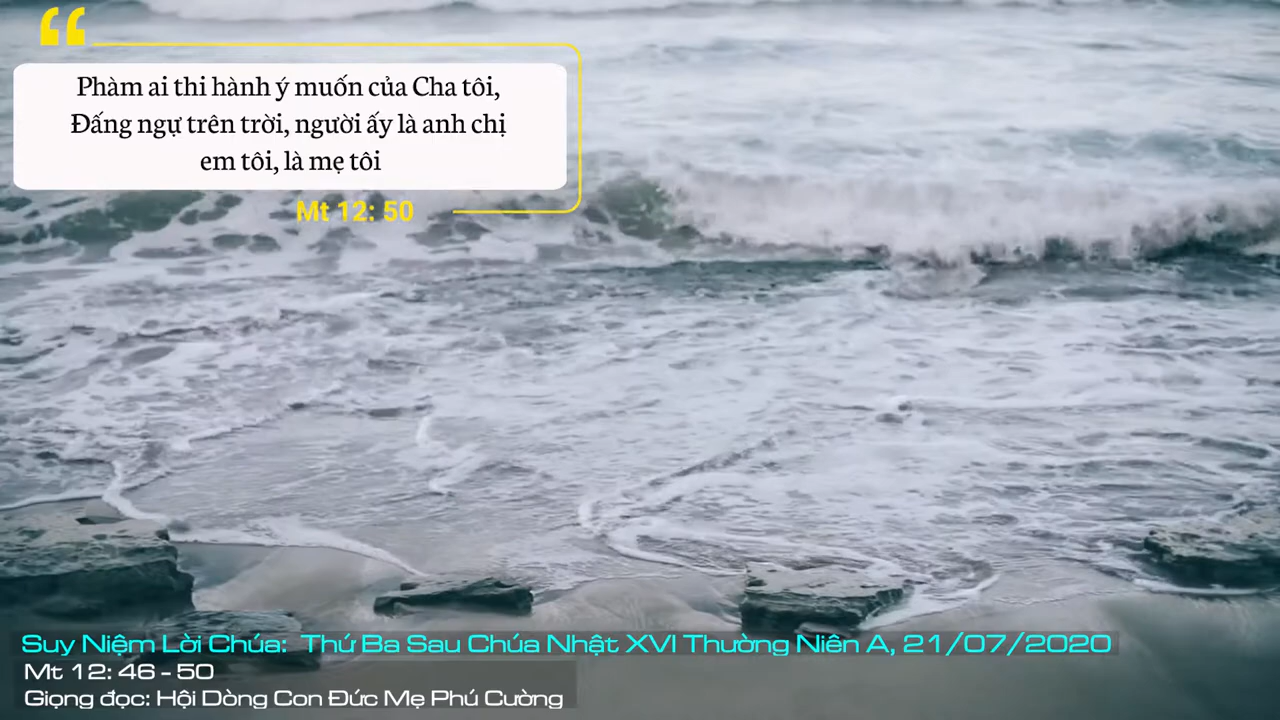 Phàm ai thi hành ý muốn của Cha tôi,
Đấng ngự trên trời, người ấy là anh chị
em tôi, là mẹ tôi
Mt 12: 50
Suy Niệm Lời Chúa: Thứ Ba Sau Chúa Nhật XVI Thường Niên A, 21/07/2020
Mt 12: 46 - 50
Giọng đọc: Hội Dòng Con Đức Mẹ Phú Cường